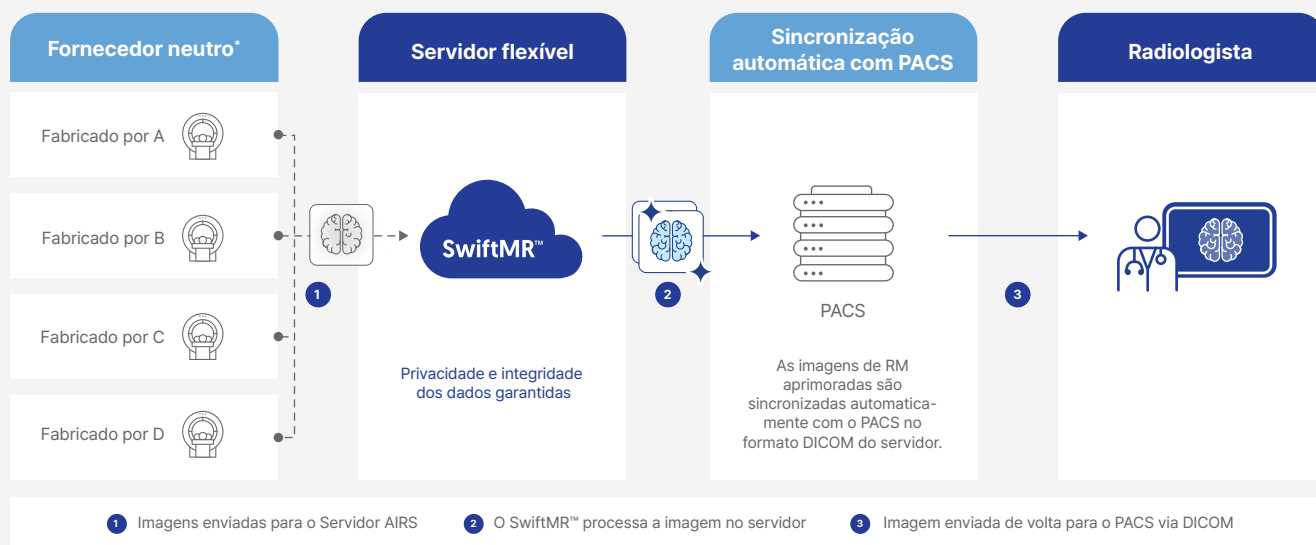 Fornecedor neutro*
Servidor flexível
Sincronização
automática com PACS
Radiologista
Fabricado por A
Fabricado por B
Fabricado por C
Fabricado por D
1
SwiftMR™
Privacidade e integridade
dos dados garantidas
2
PACS
As imagens de RM
aprimoradas são
sincronizadas automatica-
mente com o PACS no
formato DICOM do servidor.
3
1 Imagens enviadas para o Servidor AIRS
2 O SwiftMR™ processa a imagem no servidor
3 Imagem enviada de volta para o PACS via DICOM